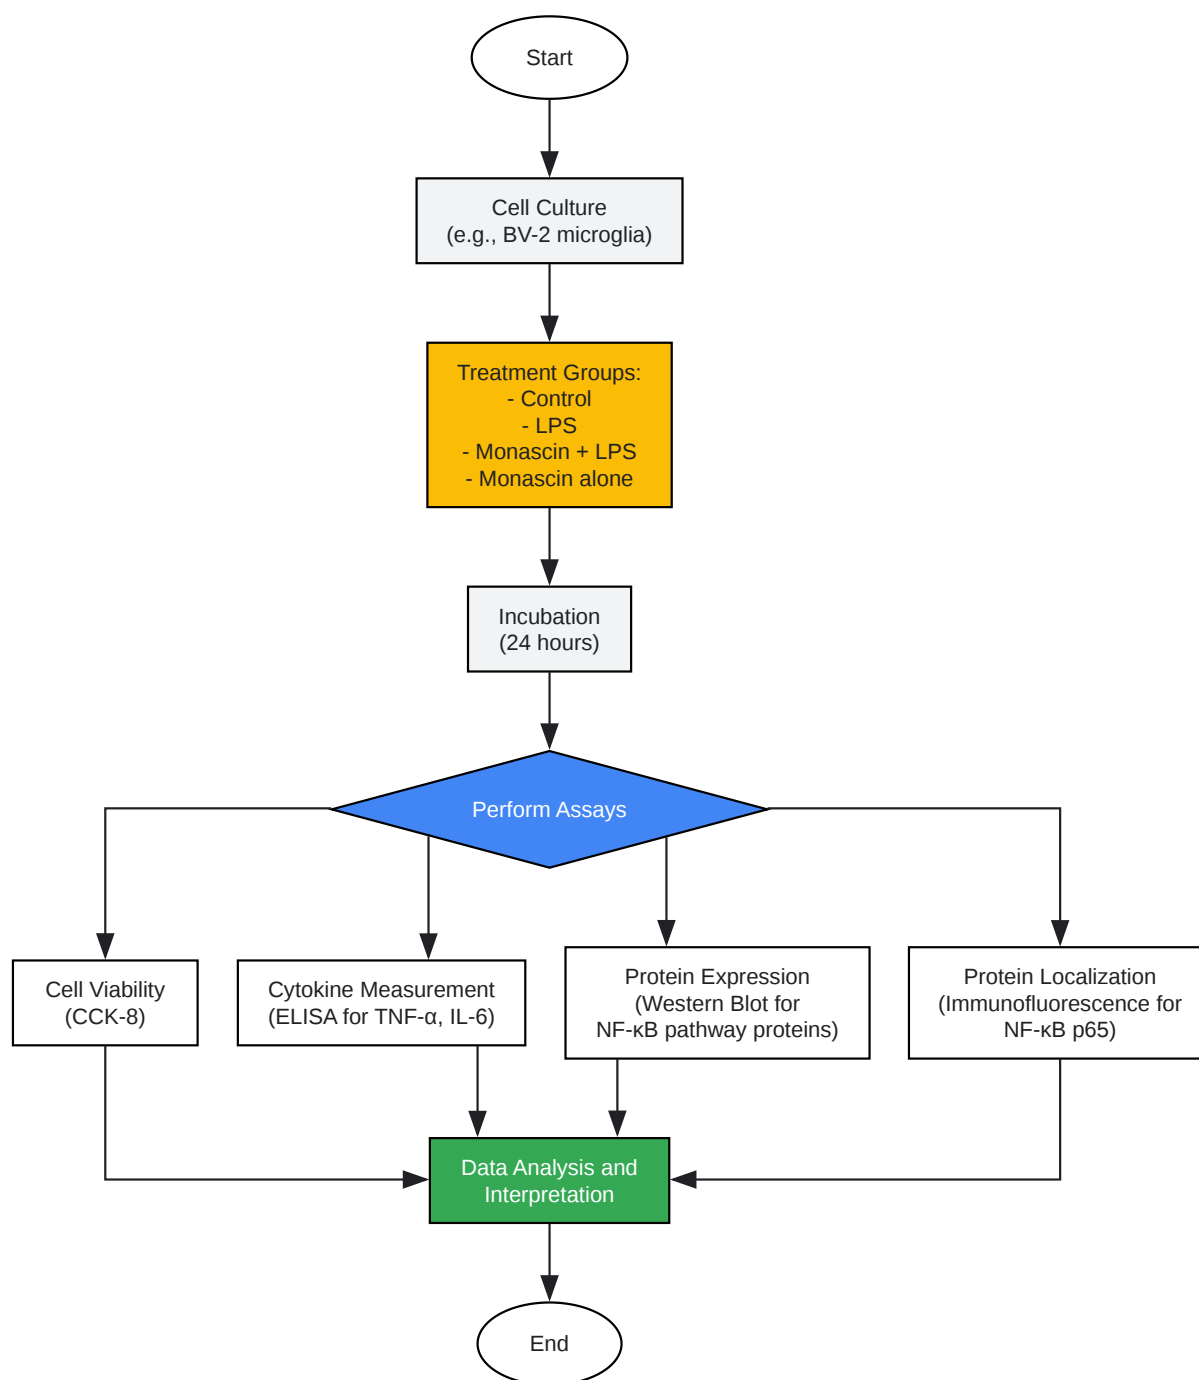 Start
Cell Culture
(e.g., BV-2 microglia)
Treatment Groups:
- Control
- LPS
- Monascin + LPS
- Monascin alone
Incubation
(24 hours)
Perform Assays
Cell Viability
(CCK-8)
Cytokine Measurement
(ELISA for TNF-α, IL-6)
Protein Expression
(Western Blot for
NF-κB pathway proteins)
Protein Localization
(Immunofluorescence for
NF-κB p65)
Data Analysis and
Interpretation
End